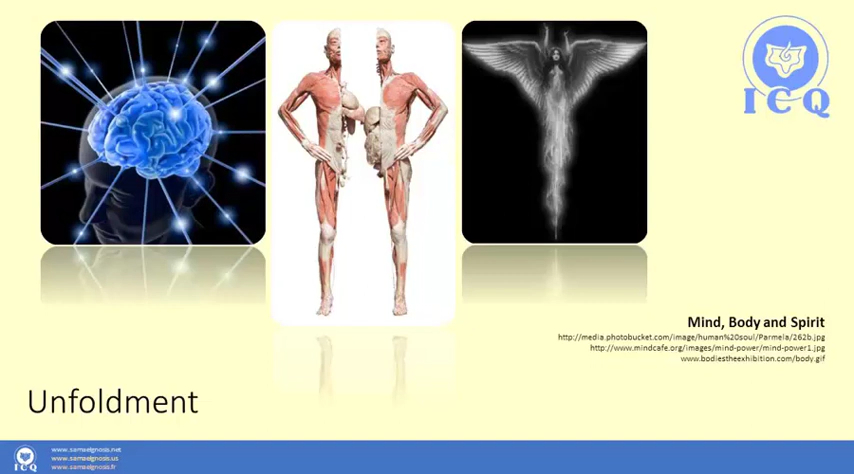 ICQ
Mind, Body and Spirit
http://media.photobucket.com/image/human%20soul/Parmela/262b.jpg
http://www.mindcafe.org/images/mind-power/mind-power1.jpg
www.bodiestheexhibition.com/body.gif
Unfoldment
ICQ
www.samaelgnosis.net
www.samaelgnosis.us
www.samaelgnosis.fr